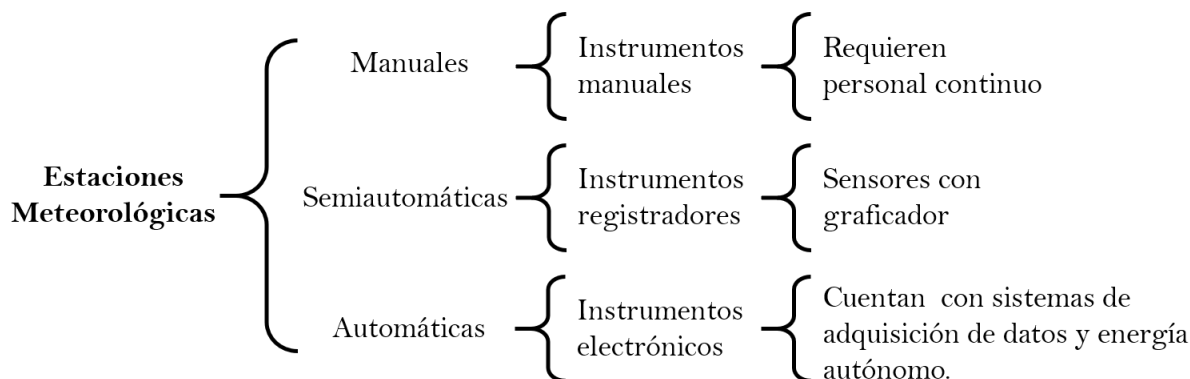 Estaciones
Meteorológicas
Manuales
Instrumentos
manuales
Requieren
personal continuo
Semiautomáticas
Instrumentos
registradores
Sensores con
graficador
Automáticas
Instrumentos
electrónicos
Cuentan con sistemas de
adquisición de datos y energía
autónomo.